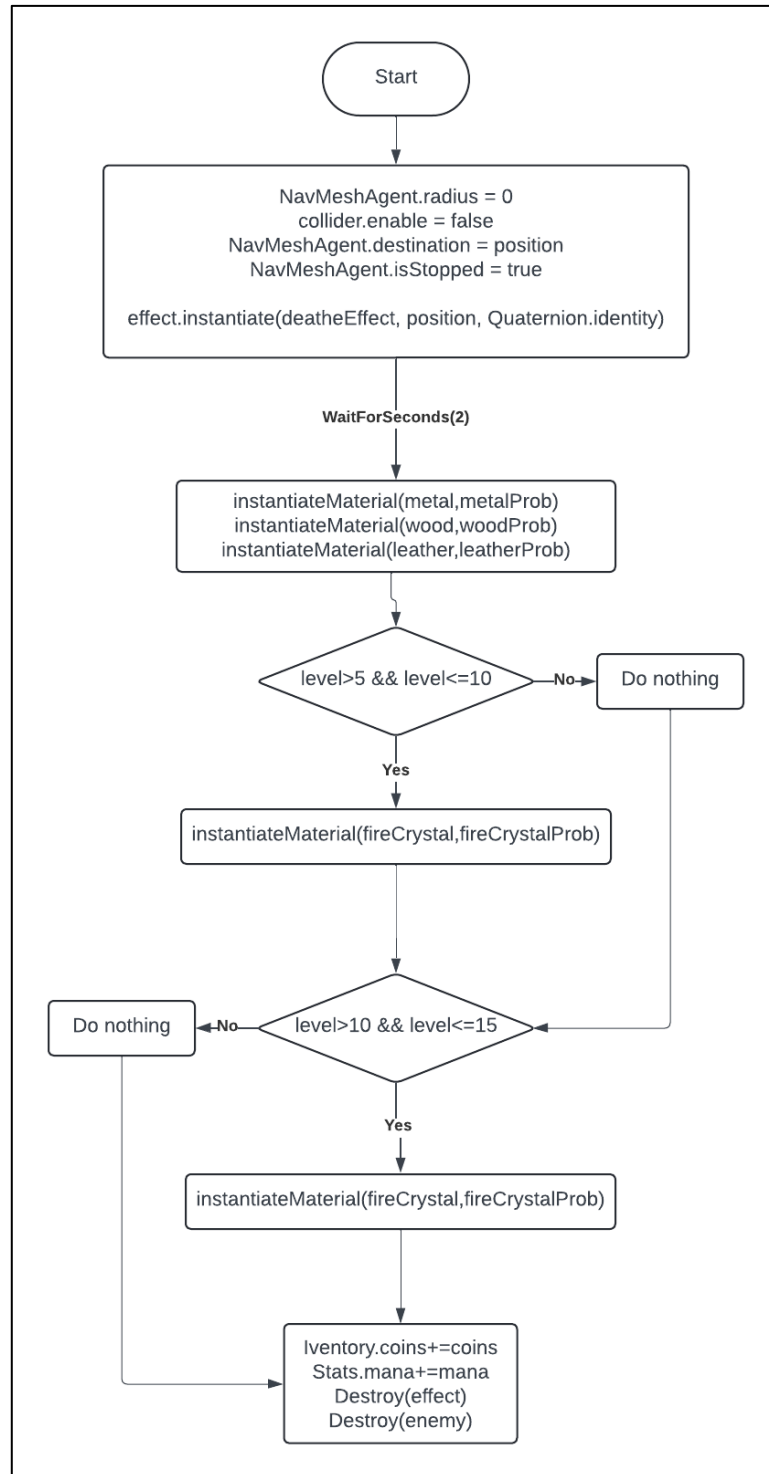 Start
NavMeshAgent.radius = 0
collider.enable = false
NavMeshAgent.destination = position
NavMeshAgent.isStopped = true
effect.instantiate(deatheEffect, position, Quaternion.identity)
WaitForSeconds(2)
instantiateMaterial(metal,metalProb)
instantiateMaterial(wood,woodProb)
instantiateMaterial(leather,leatherProb)
level>5 && level<=10
No
Do nothing
Yes
instantiateMaterial(fireCrystal,fireCrystalProb)
Do nothing
No
level>10 && level<=15
Yes
instantiateMaterial(fireCrystal,fireCrystalProb)
Iventory.coins+=coins
Stats.mana+=mana
Destroy(effect)
Destroy(enemy)